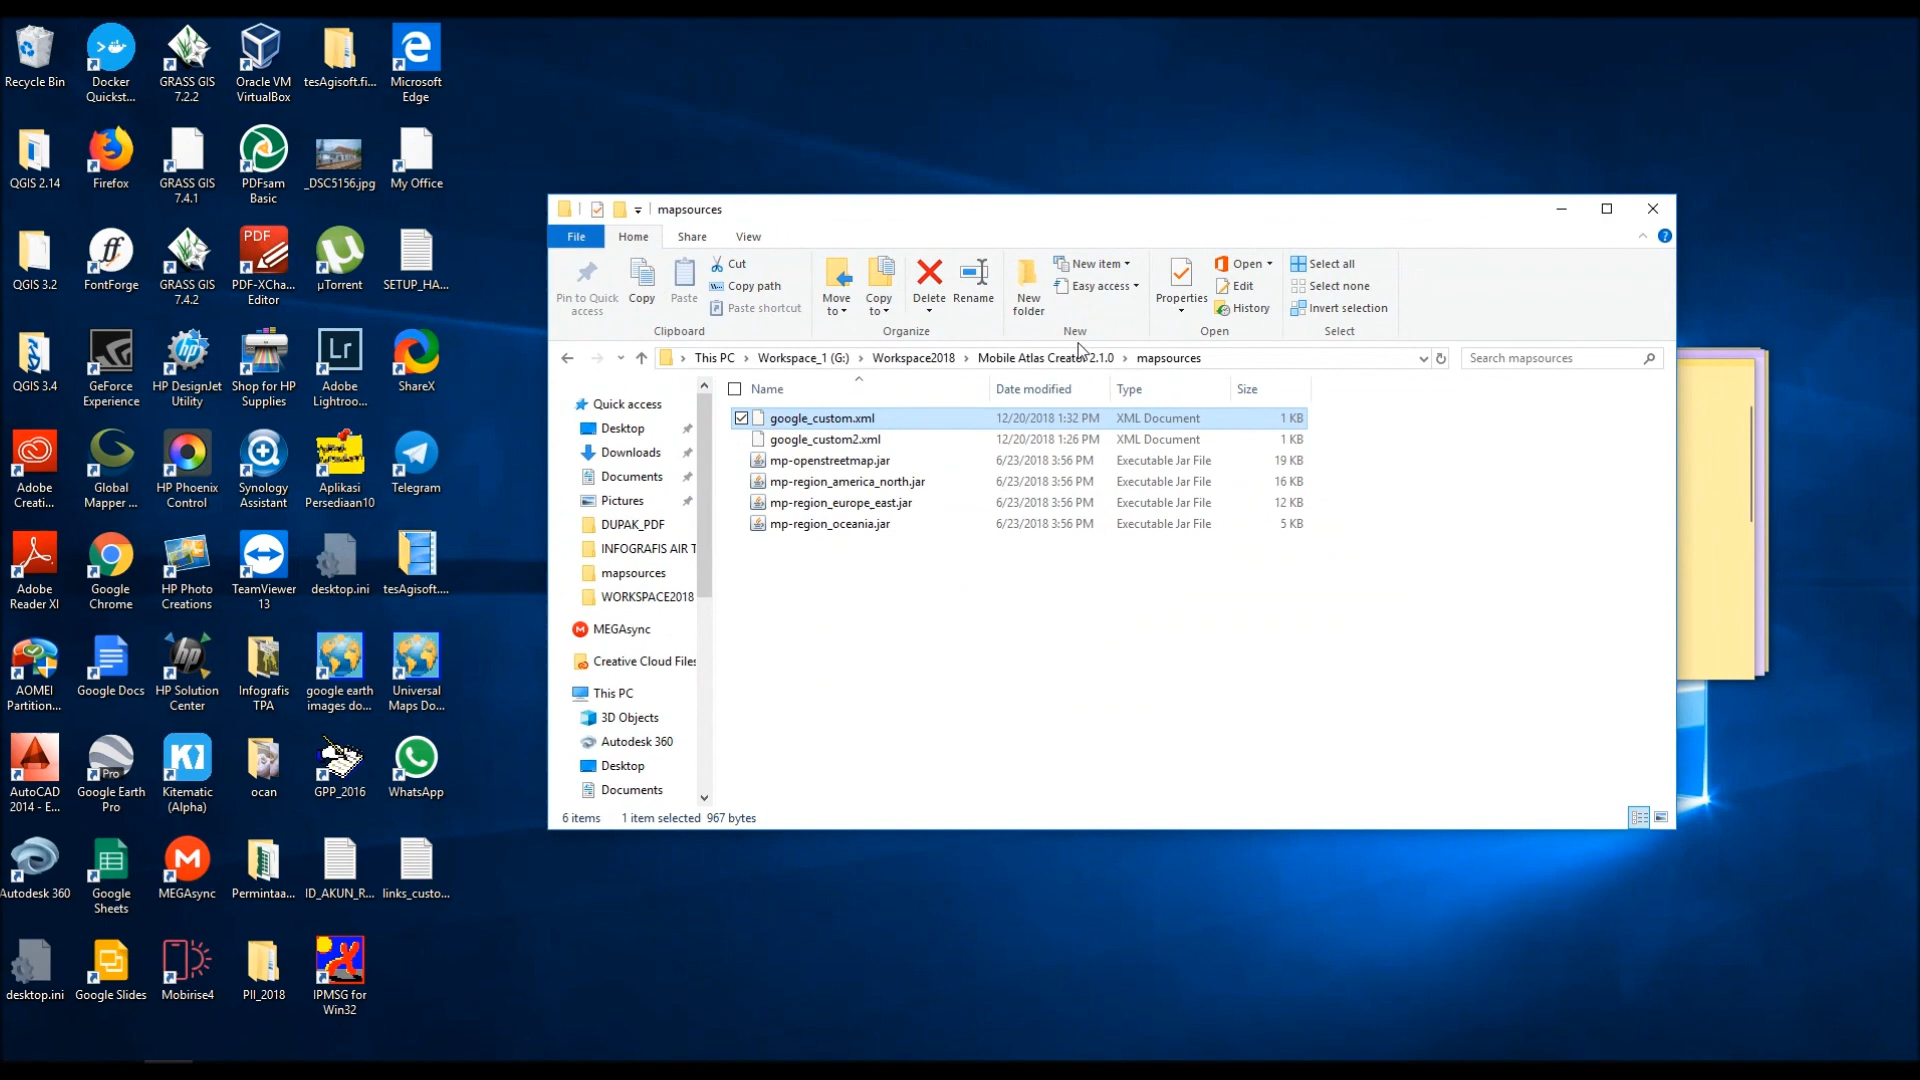 Recycle Bin
Docker Quickst...
GRASS GIS 7.2.2
Oracle VM VirtualBox
tesAgisoft.fi...
Microsoft Edge
QGIS 2.14
Firefox
GRASS GIS 7.4.1
PDFsam Basic
_DSC5156.jpg
My Office
QGIS 3.2
FontForge
GRASS GIS 7.4.2
PDF-XCha... Editor
µTorrent
SETUP_HA...
QGIS 3.4
GeForce Experience
HP DesignJet Utility
Shop for HP Supplies
Adobe Lightroo...
ShareX
Adobe Creati...
Global Mapper ...
HP Phoenix Control
Synology Assistant
Aplikasi Persediaan10
Telegram
Adobe Reader XI
Google Chrome
HP Photo Creations
TeamViewer 13
desktop.ini
tesAgisoft....
AOMEI Partition...
Google Docs
HP Solution Center
Infografis TPA
google earth images do...
Universal Maps Do...
AutoCAD 2014 - E...
Google Earth Pro
Kitematic (Alpha)
ocan
GPP_2016
WhatsApp
Autodesk 360
Google Sheets
MEGAsync
Permintaa...
ID_AKUN_R...
links_custo...
desktop.ini
Google Slides
Mobirise4
PII_2018
IPMSG for Win32
mapsources
File Home Share View
Pin to Quick access
Copy
Paste
Cut
Copy path
Paste shortcut
Clipboard
Move to
Copy to
Delete
Rename
Organize
New folder
New item
Easy access
New
Properties
Open
Edit
History
Open
Select all
Select none
Invert selection
Select
This PC > Workspace_1 (G:) > Workspace2018 > Mobile Atlas Creator 2.1.0 > mapsources
Search mapsources
Name Date modified Type Size
google_custom.xml 12/20/2018 1:32 PM XML Document 1 KB
google_custom2.xml 12/20/2018 1:26 PM XML Document 1 KB
mp-openstreetmap.jar 6/23/2018 3:56 PM Executable Jar File 19 KB
mp-region_america_north.jar 6/23/2018 3:56 PM Executable Jar File 16 KB
mp-region_europe_east.jar 6/23/2018 3:56 PM Executable Jar File 12 KB
mp-region_oceania.jar 6/23/2018 3:56 PM Executable Jar File 5 KB
Quick access
Desktop
Downloads
Documents
Pictures
DUPAK_PDF
INFOGRAFIS AIR T
mapsources
WORKSPACE2018
MEGAsync
Creative Cloud Files
This PC
3D Objects
Autodesk 360
Desktop
Documents
6 items 1 item selected 967 bytes